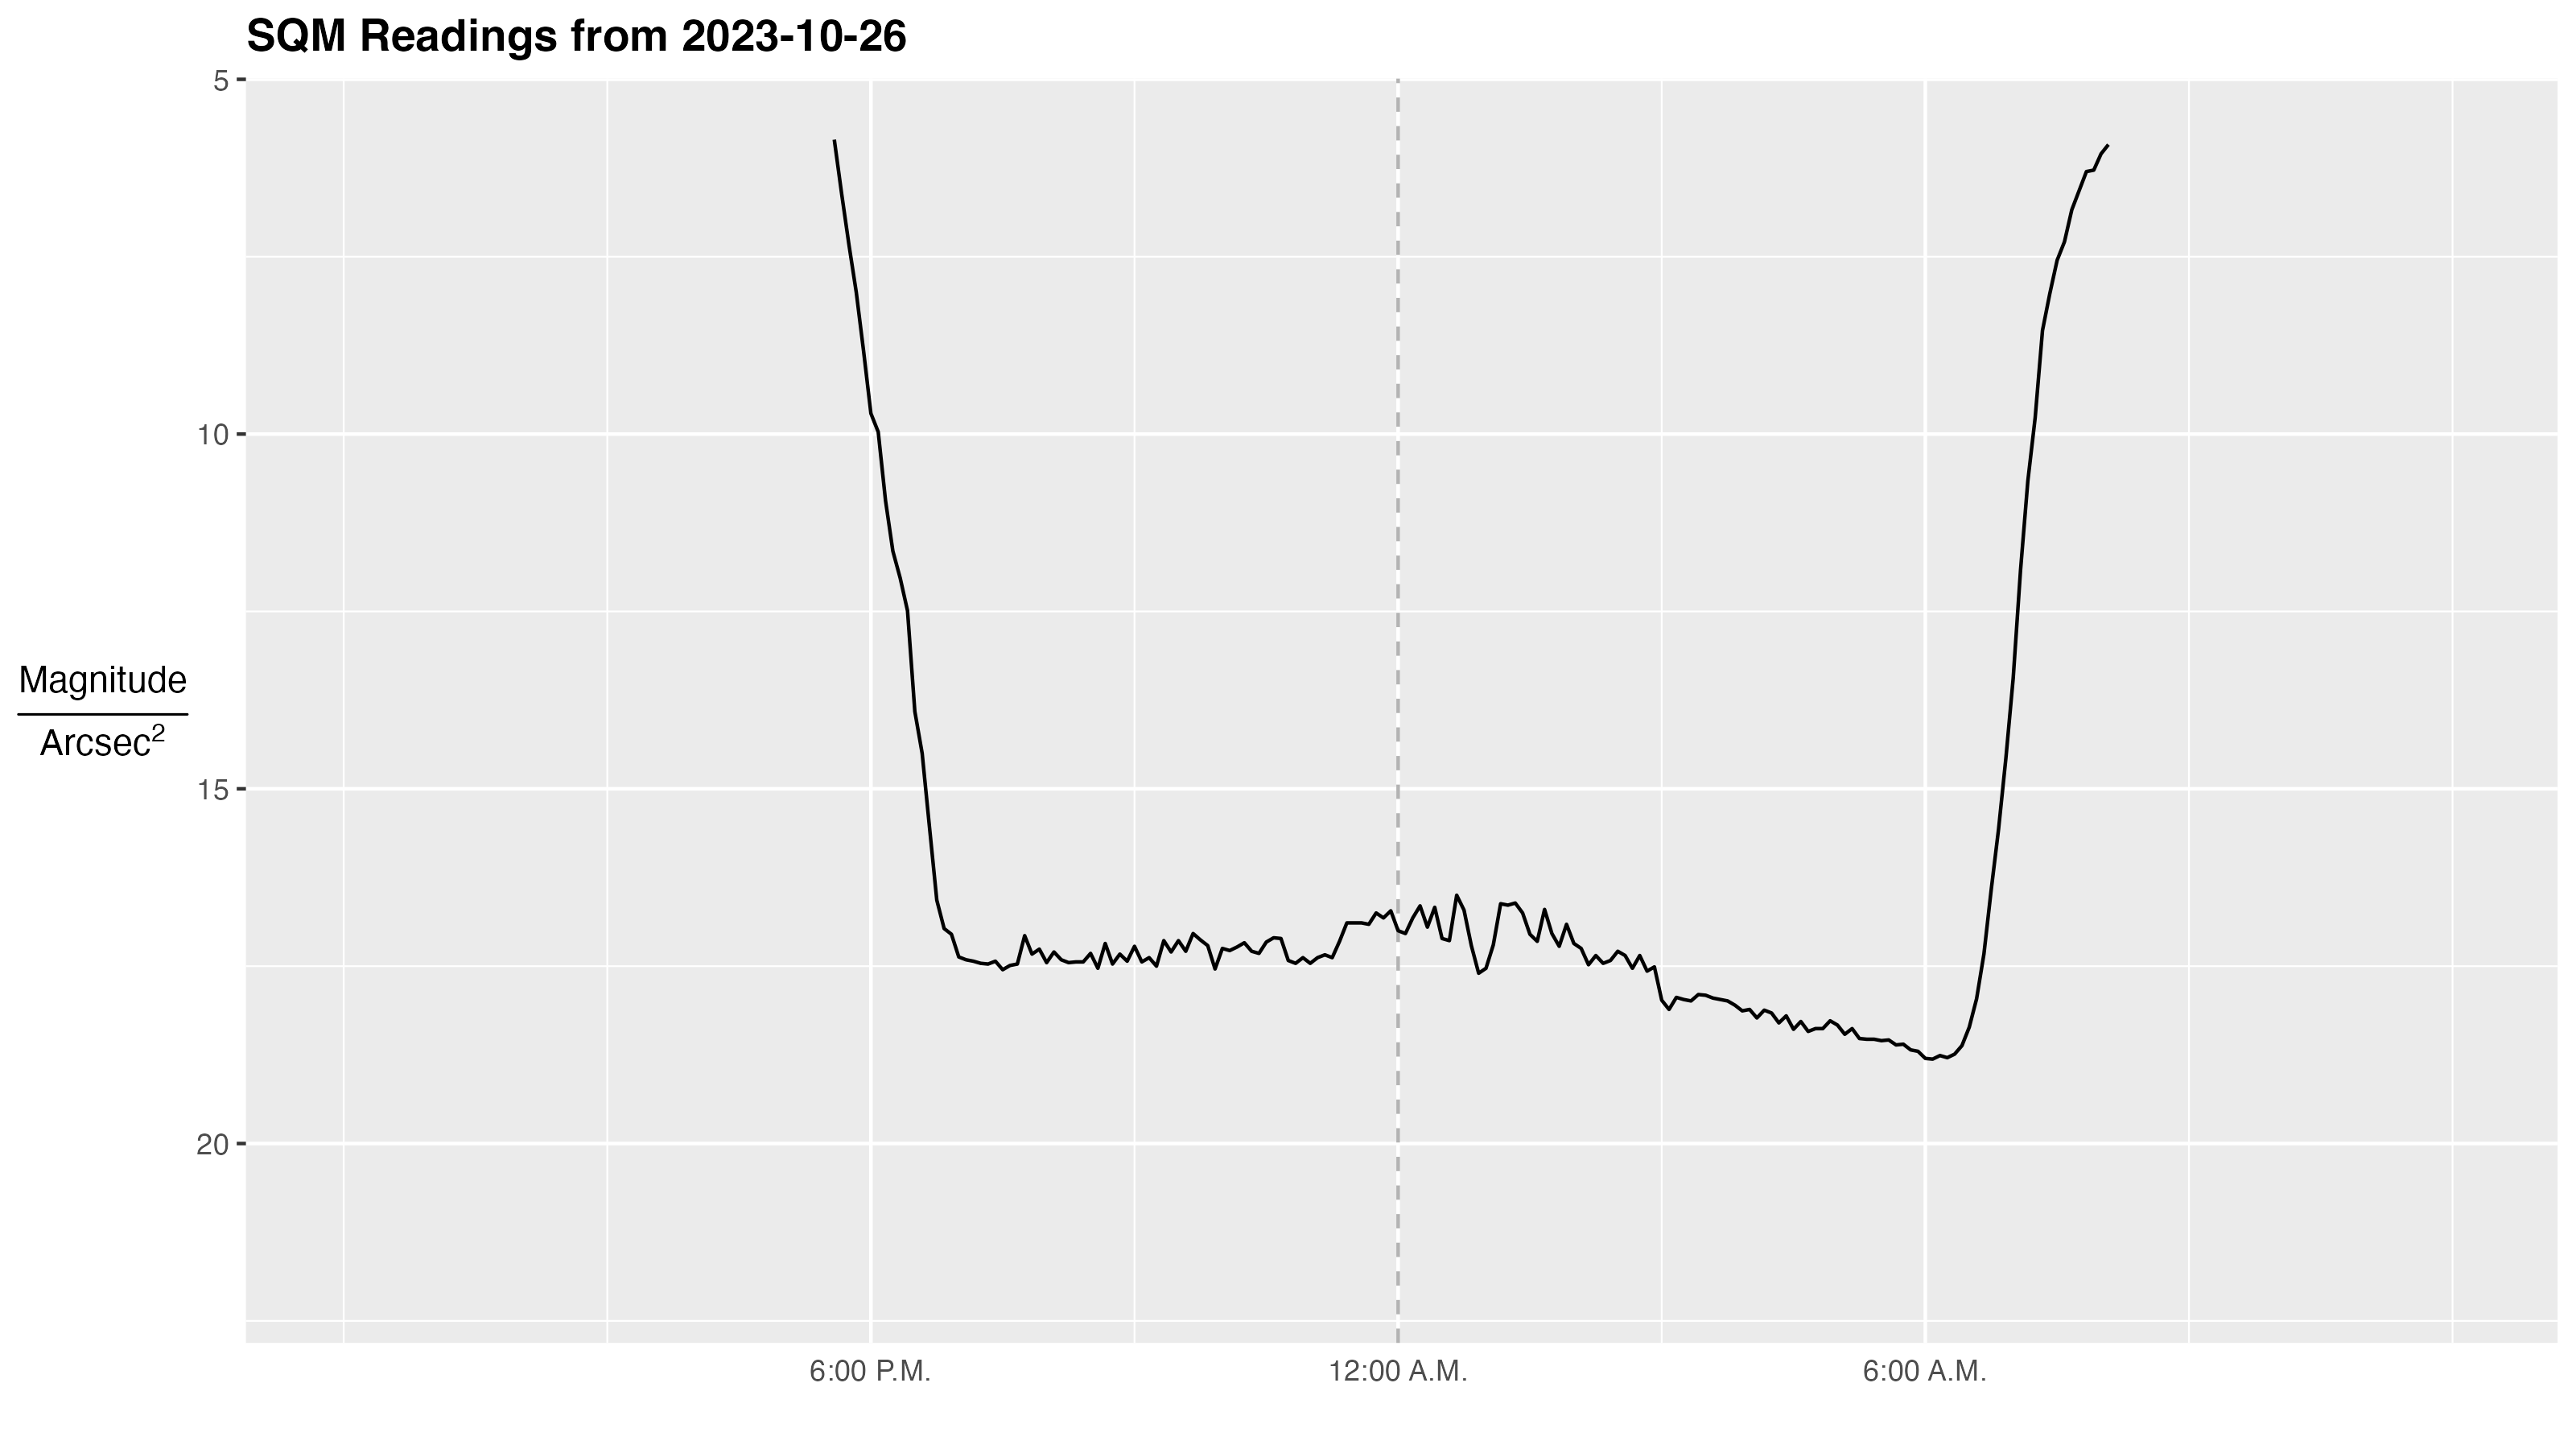 SQM Readings from 2023-10-26
5
10
15
20
Magnitude
Arcsec²
6:00 P.M.
12:00 A.M.
6:00 A.M.